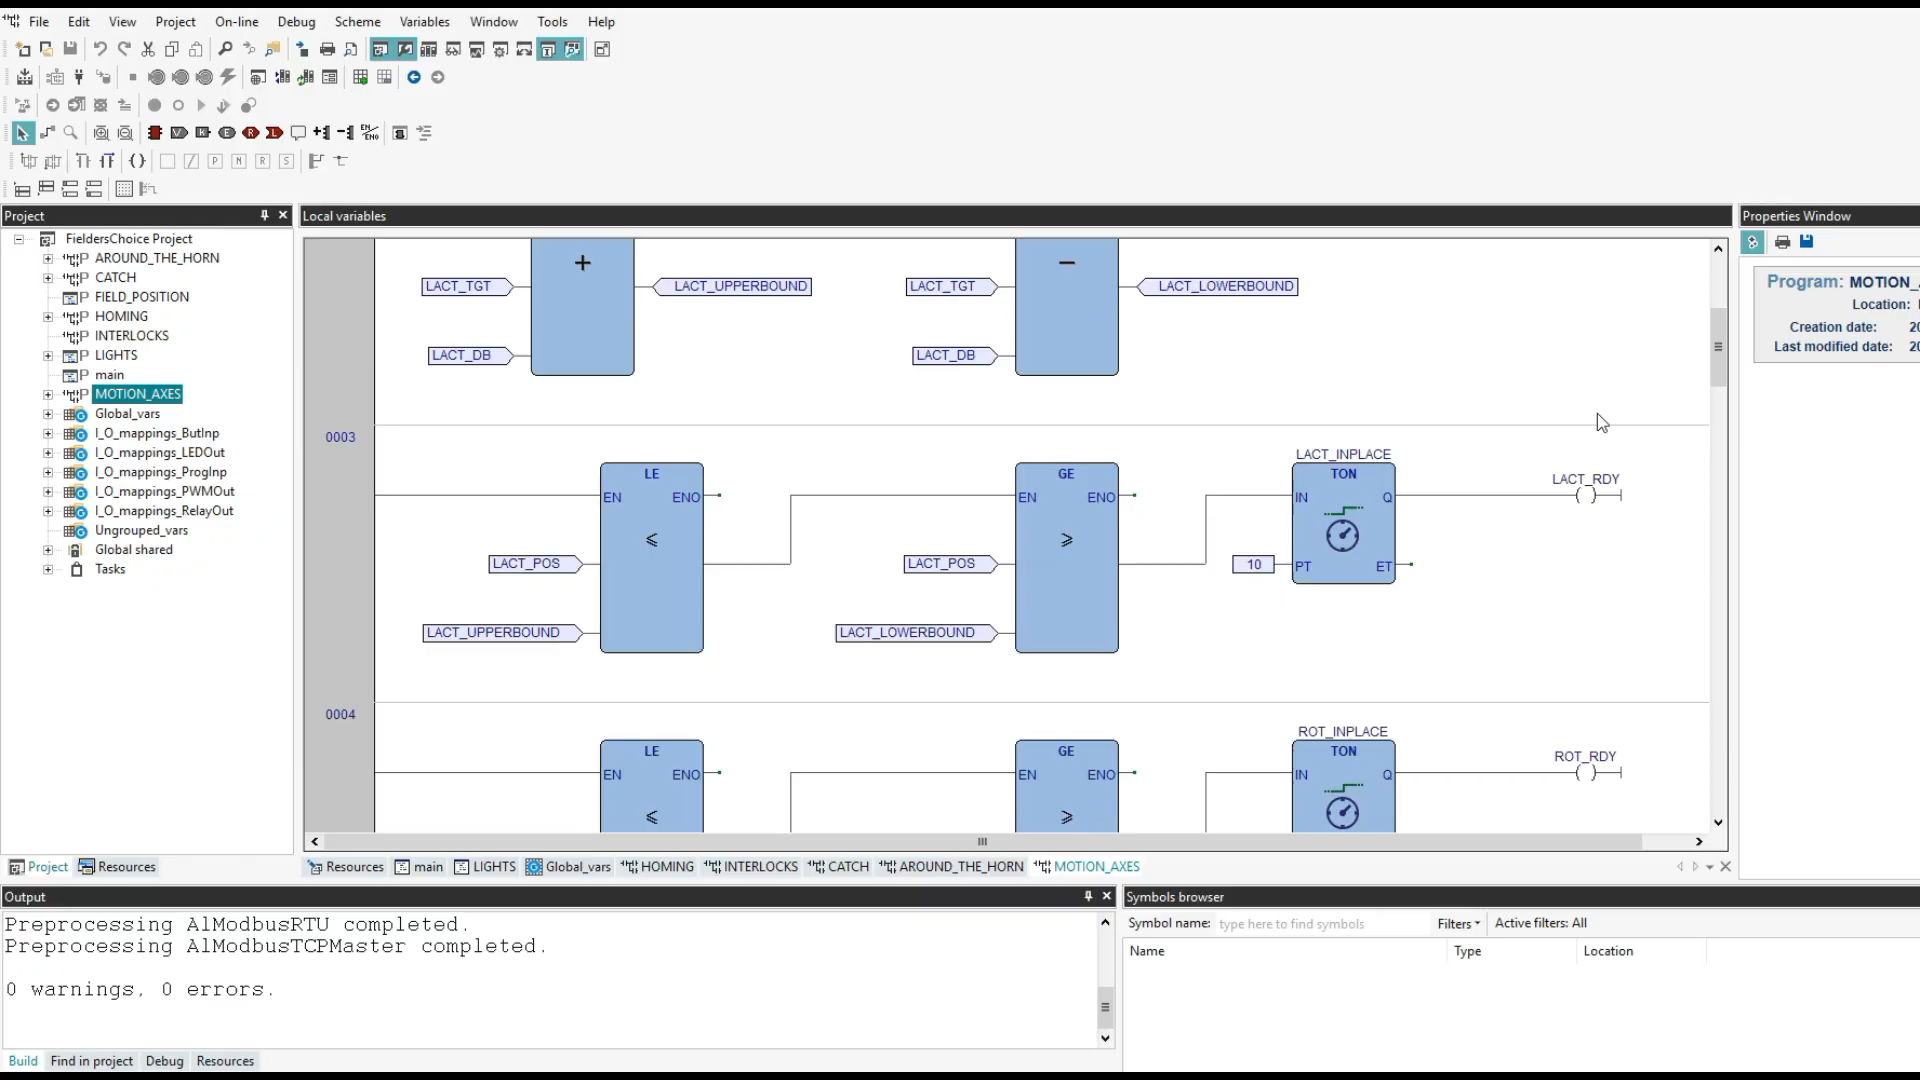 File Edit View Project On-line Debug Scheme Variables Window Tools Help
Project
Local variables
Properties Window
FieldersChoice Project
AROUND_THE_HORN
CATCH
FIELD_POSITION
HOMING
INTERLOCKS
LIGHTS
main
MOTION_AXES
Global_vars
I_O_mappings_ButInp
I_O_mappings_LEDOut
I_O_mappings_ProgInp
I_O_mappings_PWMOut
I_O_mappings_RelayOut
Ungrouped_vars
Global shared
Tasks
Project Resources
+ −
LACT_TGT LACT_UPPERBOUND LACT_TGT LACT_LOWERBOUND
LACT_DB LACT_DB
0003
LACT_INPLACE
LE GE TON LACT_RDY
EN ENO EN ENO IN Q ( )
⩽ ⩾
LACT_POS LACT_POS 10 PT ET
LACT_UPPERBOUND LACT_LOWERBOUND
0004
ROT_INPLACE
LE GE TON ROT_RDY
EN ENO EN ENO IN Q ( )
⩽ ⩾
Program: MOTION_
Location:
Creation date: 20
Last modified date: 20
Resources main LIGHTS Global_vars HOMING INTERLOCKS CATCH AROUND_THE_HORN MOTION_AXES
Output
Preprocessing AlModbusRTU completed.
Preprocessing AlModbusTCPMaster completed.
0 warnings, 0 errors.
Build Find in project Debug Resources
Symbols browser
Symbol name: type here to find symbols Filters Active filters: All
Name Type Location